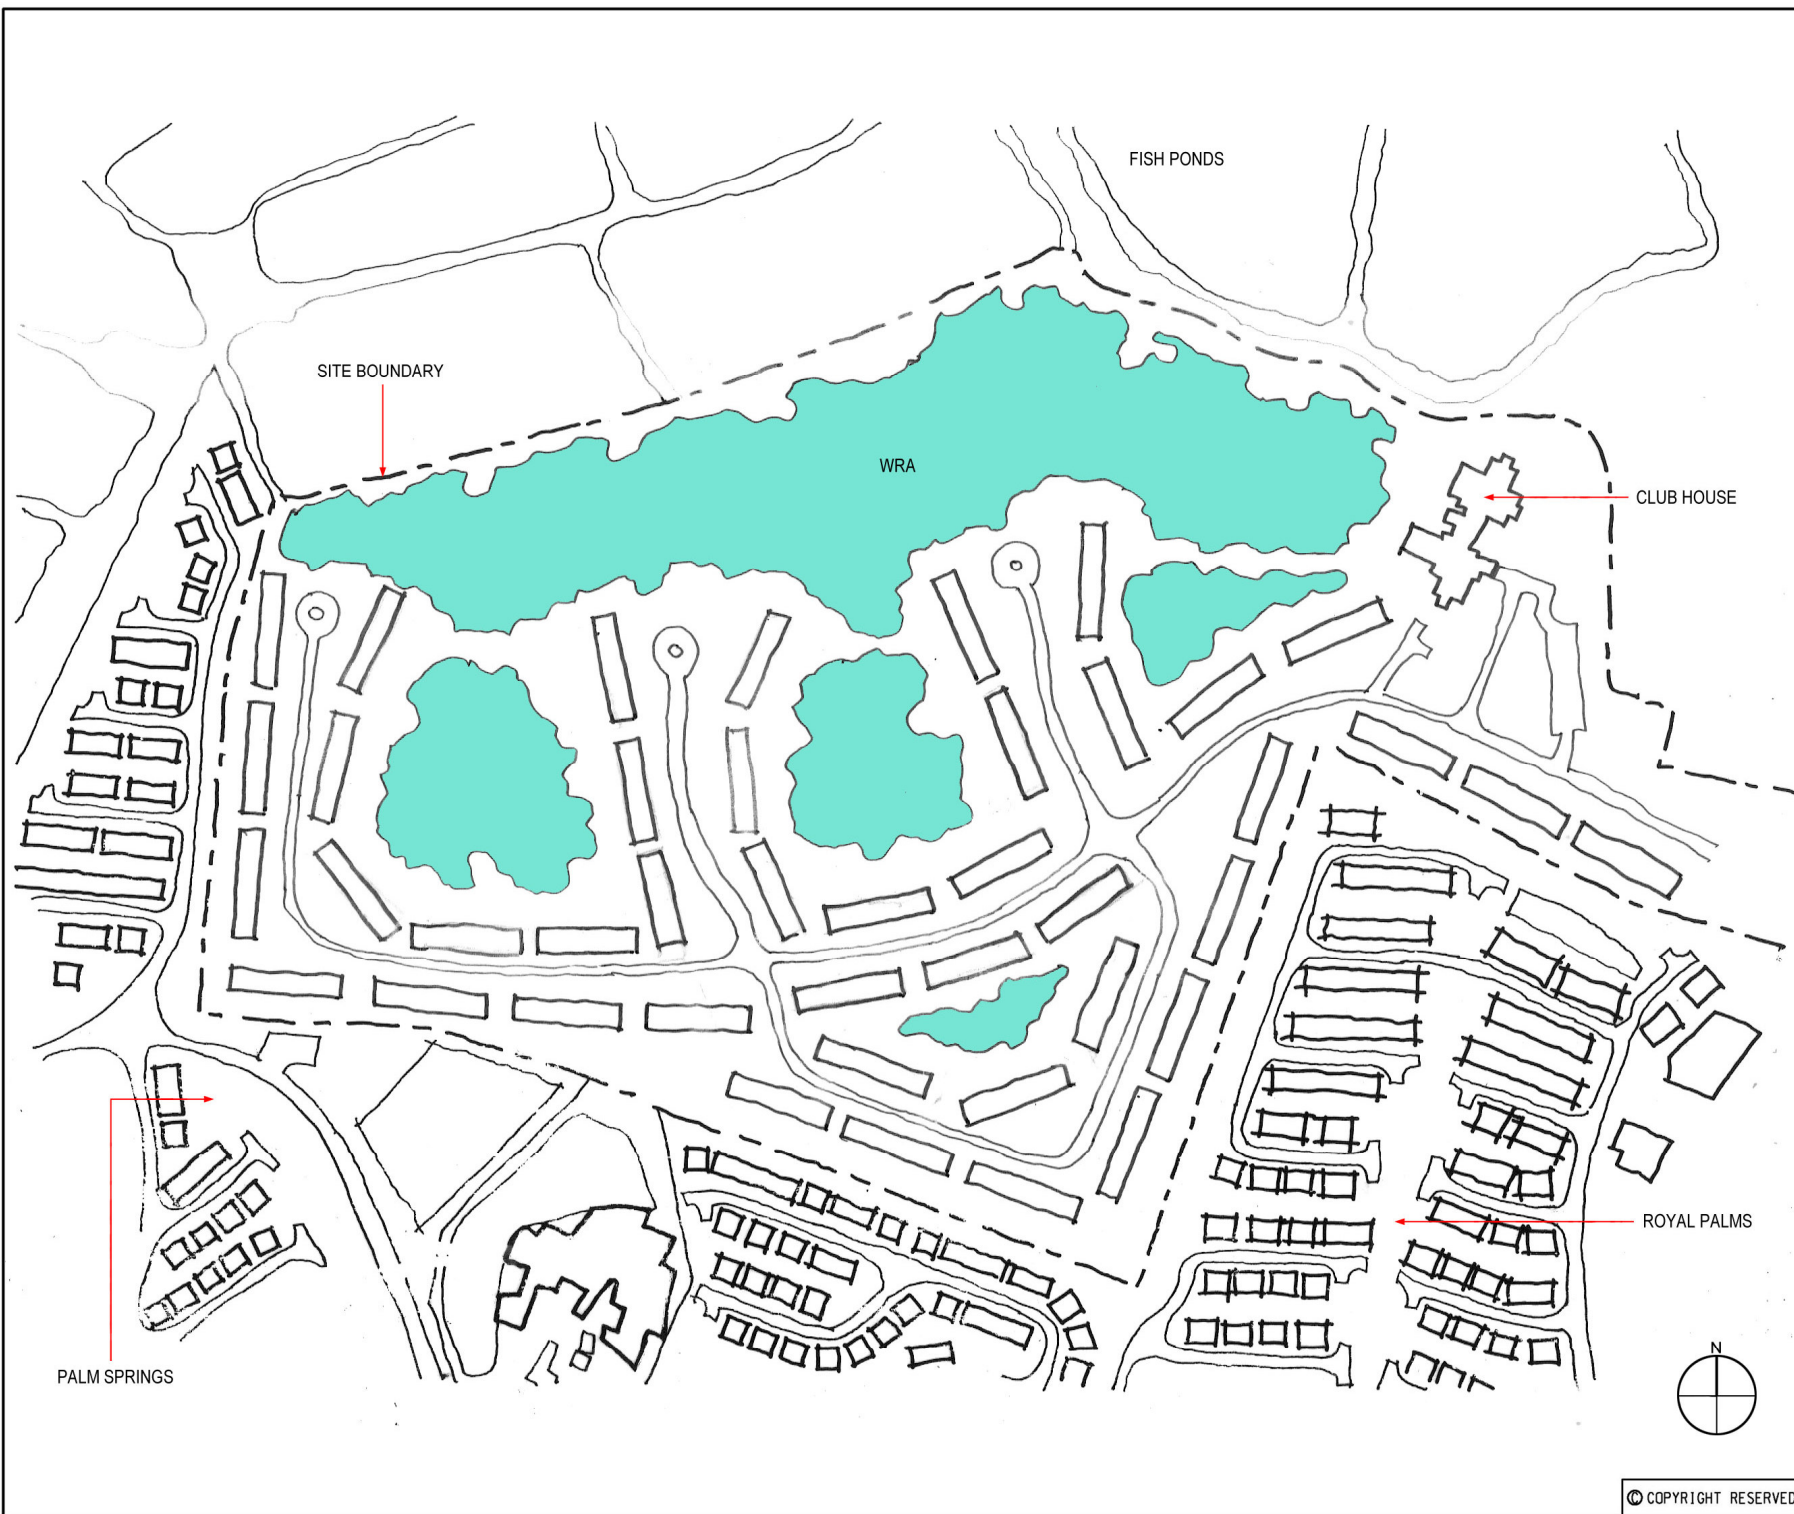 FISH PONDS
SITE BOUNDARY
WRA
CLUB HOUSE
ROYAL PALMS
N
PALM SPRINGS
© COPYRIGHT RESERVED